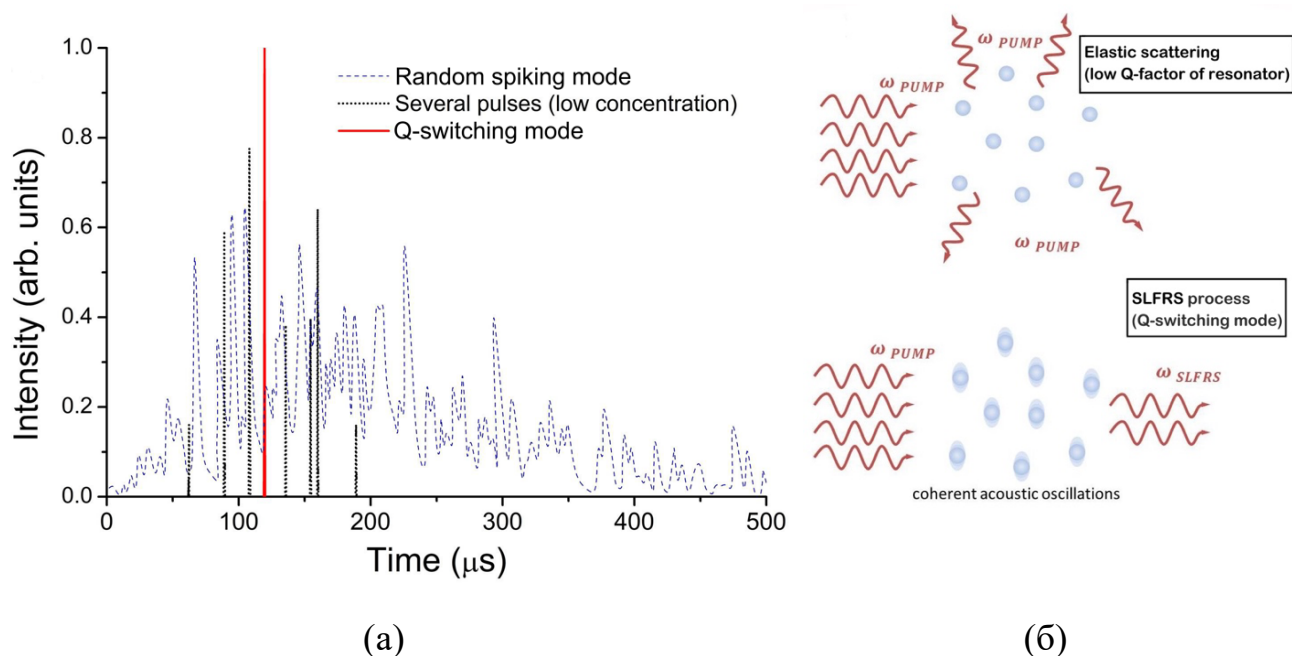 1.0
0.8
0.6
0.4
0.2
0.0
Intensity (arb. units)
Random spiking mode
Several pulses (low concentration)
Q-switching mode
0 100 200 300 400 500
Time (μs)
(а)
ω PUMP
ω PUMP
Elastic scattering
(low Q-factor of resonator)
ω PUMP
SLFRS process
(Q-switching mode)
ω PUMP
ω SLFRS
coherent acoustic oscillations
(б)